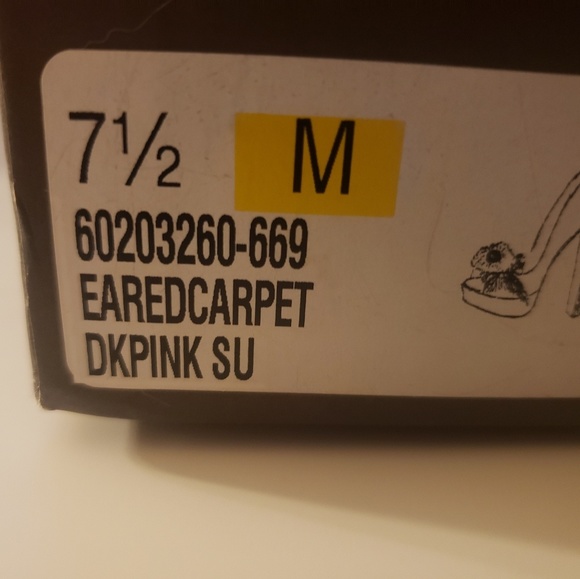 7½ M
60203260-669
EAREDCARPET
DKPINK SU